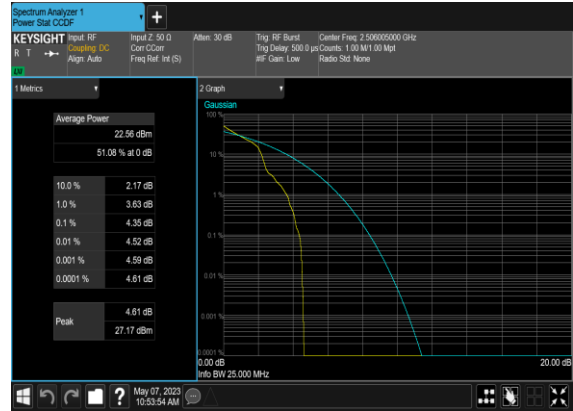 Spectrum Analyzer 1
Power Stat CCDF
KEYSIGHT
R T
LXI
Input: RF
Coupling: DC
Align: Auto
Input Z: 50 Ω
Corr CCorr
Freq Ref: Int (S)
Atten: 30 dB
Trig: RF Burst
Trig Delay: 500.0 µs
#IF Gain: Low
Center Freq: 2.506005000 GHz
Counts: 1.00 M/1.00 Mpt
Radio Std: None
1 Metrics
Average Power
22.56 dBm
51.08 % at 0 dB
10.0 % 2.17 dB
1.0 % 3.63 dB
0.1 % 4.35 dB
0.01 % 4.52 dB
0.001 % 4.59 dB
0.0001 % 4.61 dB
Peak
4.61 dB
27.17 dBm
2 Graph
Gaussian
100 %
10 %
1 %
0.1 %
0.01 %
0.001 %
0.0001 %
0.00 dB 20.00 dB
Info BW 25.000 MHz
?
May 07, 2023
10:53:54 AM